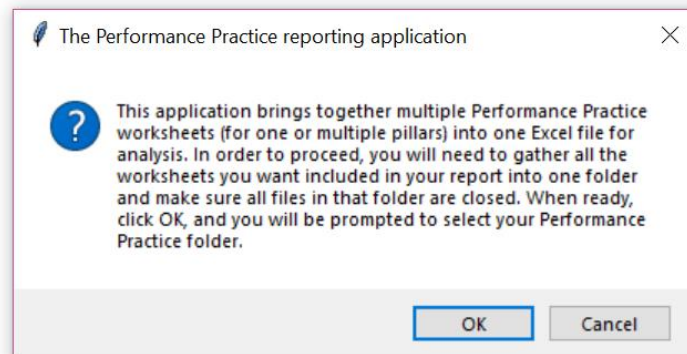 The Performance Practice reporting application
This application brings together multiple Performance Practice
worksheets (for one or multiple pillars) into one Excel file for
analysis. In order to proceed, you will need to gather all the
worksheets you want included in your report into one folder
and make sure all files in that folder are closed. When ready,
click OK, and you will be prompted to select your Performance
Practice folder.
OK
Cancel